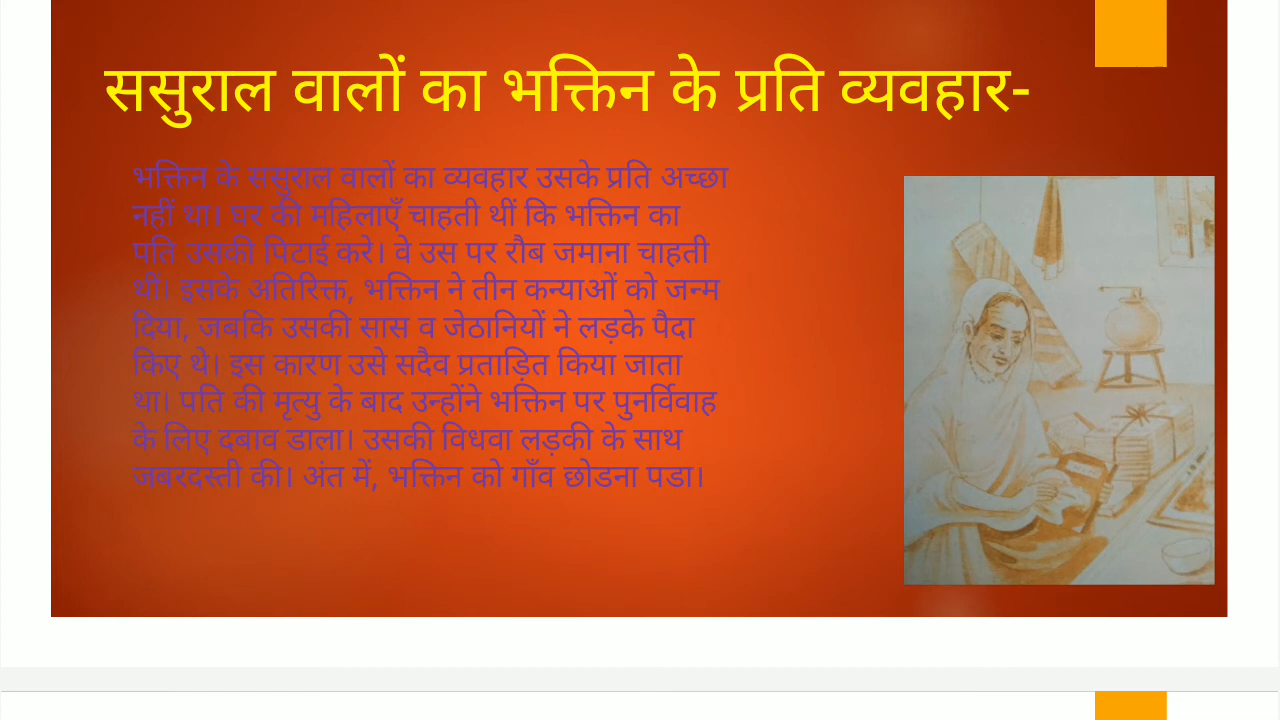 ससुराल वालों का भक्तिन के प्रति व्यवहार-
भक्तिन के ससुराल वालों का व्यवहार उसके प्रति अच्छा
नहीं था। घर की महिलाएँ चाहती थीं कि भक्तिन का
पति उसकी पिटाई करे। वे उस पर रौब जमाना चाहती
थीं। इसके अतिरिक्त, भक्तिन ने तीन कन्याओं को जन्म
दिया, जबकि उसकी सास व जेठानियों ने लड़के पैदा
किए थे। इस कारण उसे सदैव प्रताड़ित किया जाता
था। पति की मृत्यु के बाद उन्होंने भक्तिन पर पुनर्विवाह
के लिए दबाव डाला। उसकी विधवा लड़की के साथ
जबरदस्ती की। अंत में, भक्तिन को गाँव छोडना पडा।